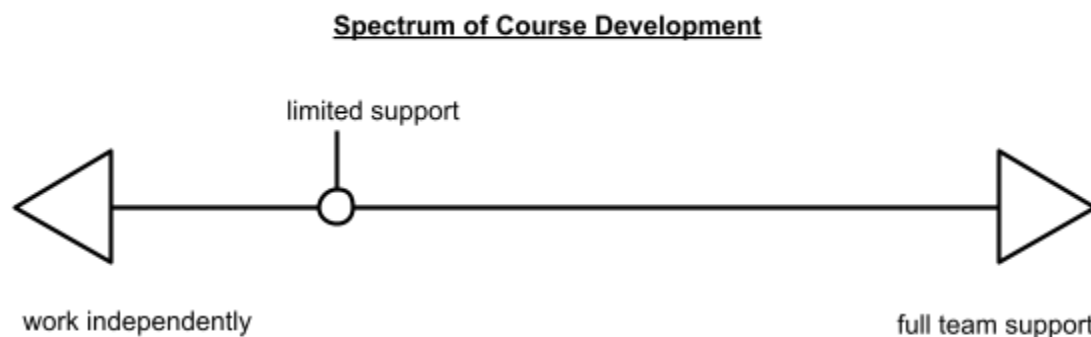 Spectrum of Course Development
limited support
work independently
full team support